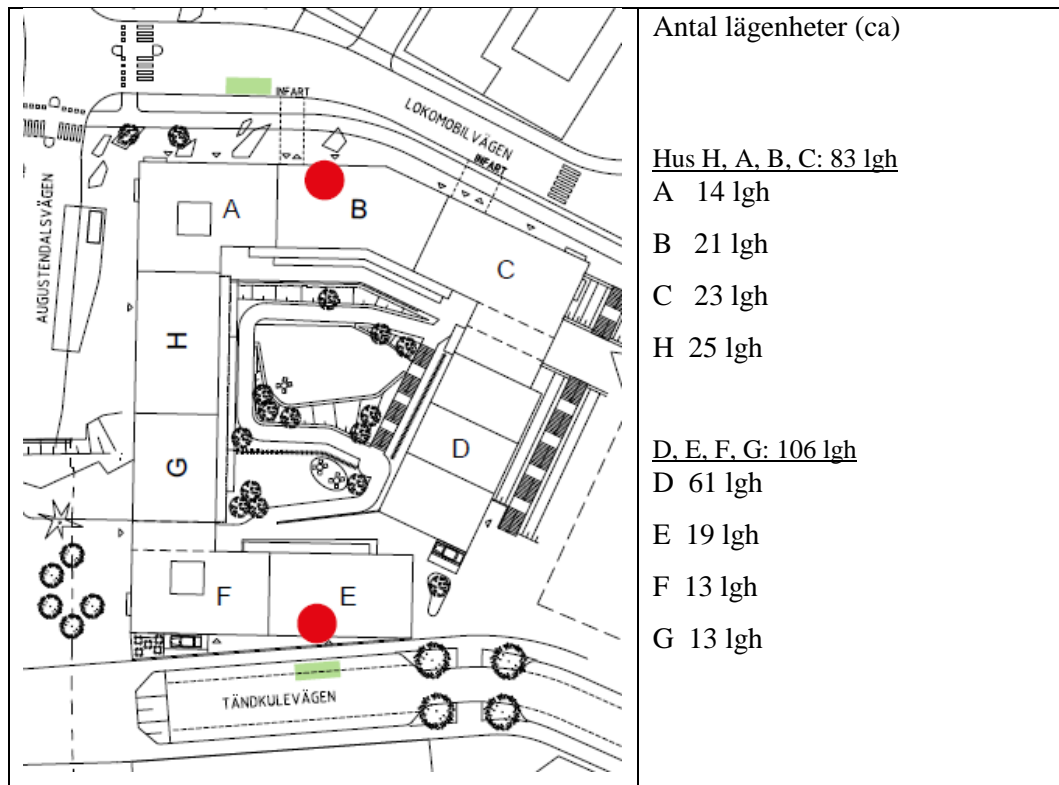 INFART
LOKOMOBILVÄGEN
INFART
AUGUSTENDALSVÄGEN
A
B
C
H
G
D
F
E
TÄNDKULEVÄGEN
Antal lägenheter (ca)
Hus H, A, B, C: 83 lgh
A 14 lgh
B 21 lgh
C 23 lgh
H 25 lgh
D, E, F, G: 106 lgh
D 61 lgh
E 19 lgh
F 13 lgh
G 13 lgh